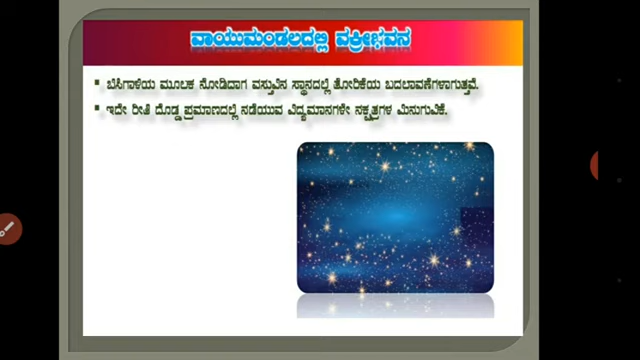 ವಾಯುಮಂಡಲದಲ್ಲಿ ವಕ್ರೀಭವನ
ಬಿಸಿಗಾಳಿಯ ಮೂಲಕ ನೋಡಿದಾಗ ವಸ್ತುವಿನ ಸ್ಥಾನದಲ್ಲಿ ತೋರಿಕೆಯ ಬದಲಾವಣೆಗಳಾಗುತ್ತವೆ.
ಇದೇ ರೀತಿ ದೊಡ್ಡ ಪ್ರಮಾಣದಲ್ಲಿ ನಡೆಯುವ ವಿದ್ಯಮಾನಗಳೇ ನಕ್ಷತ್ರಗಳ ಮಿನುಗುವಿಕೆ.